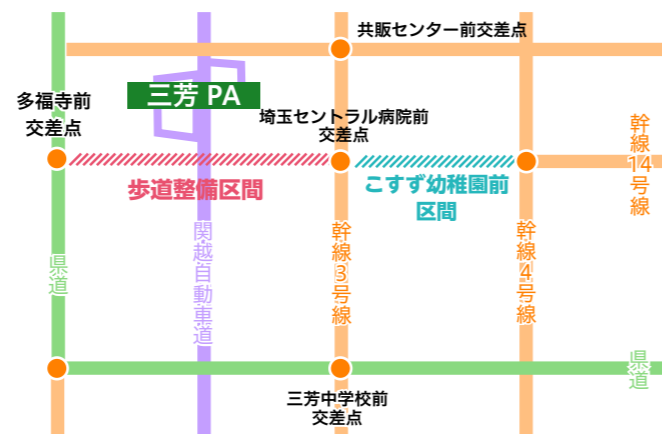 共販センター前交差点
三芳 PA
多福寺前
交差点
埼玉セントラル病院前
交差点
幹線14号線
歩道整備区間
こすず幼稚園前
区間
県道
関越自動車道
幹線3号線
幹線4号線
県道
三芳中学校前
交差点